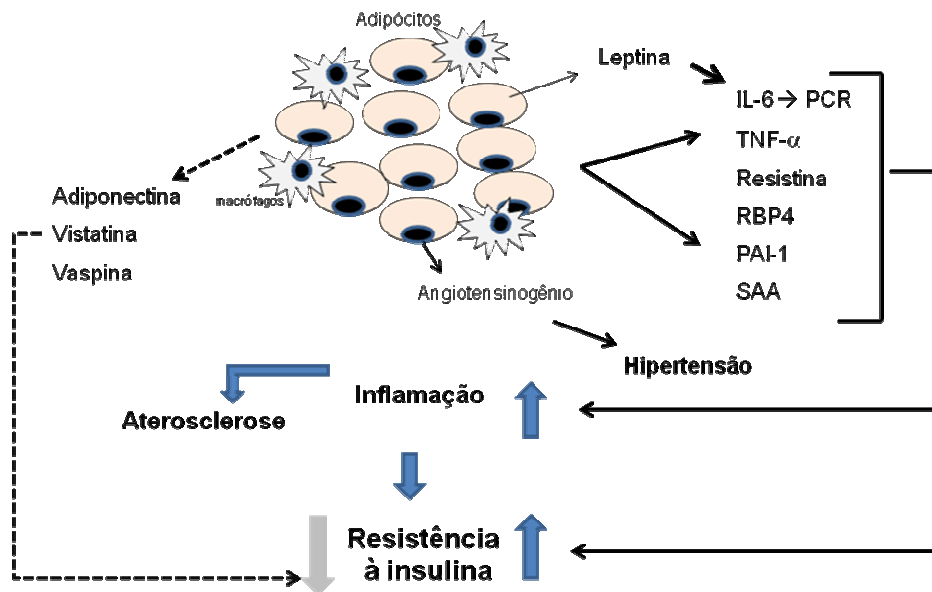 Adipócitos
Leptina
IL-6→ PCR
TNF-α
Resistina
RBP4
PAI-1
SAA
macrófagos
Adiponectina
Vistatina
Vaspina
Angiotensinogênio
Hipertensão
Inflamação
Aterosclerose
Resistência
à insulina